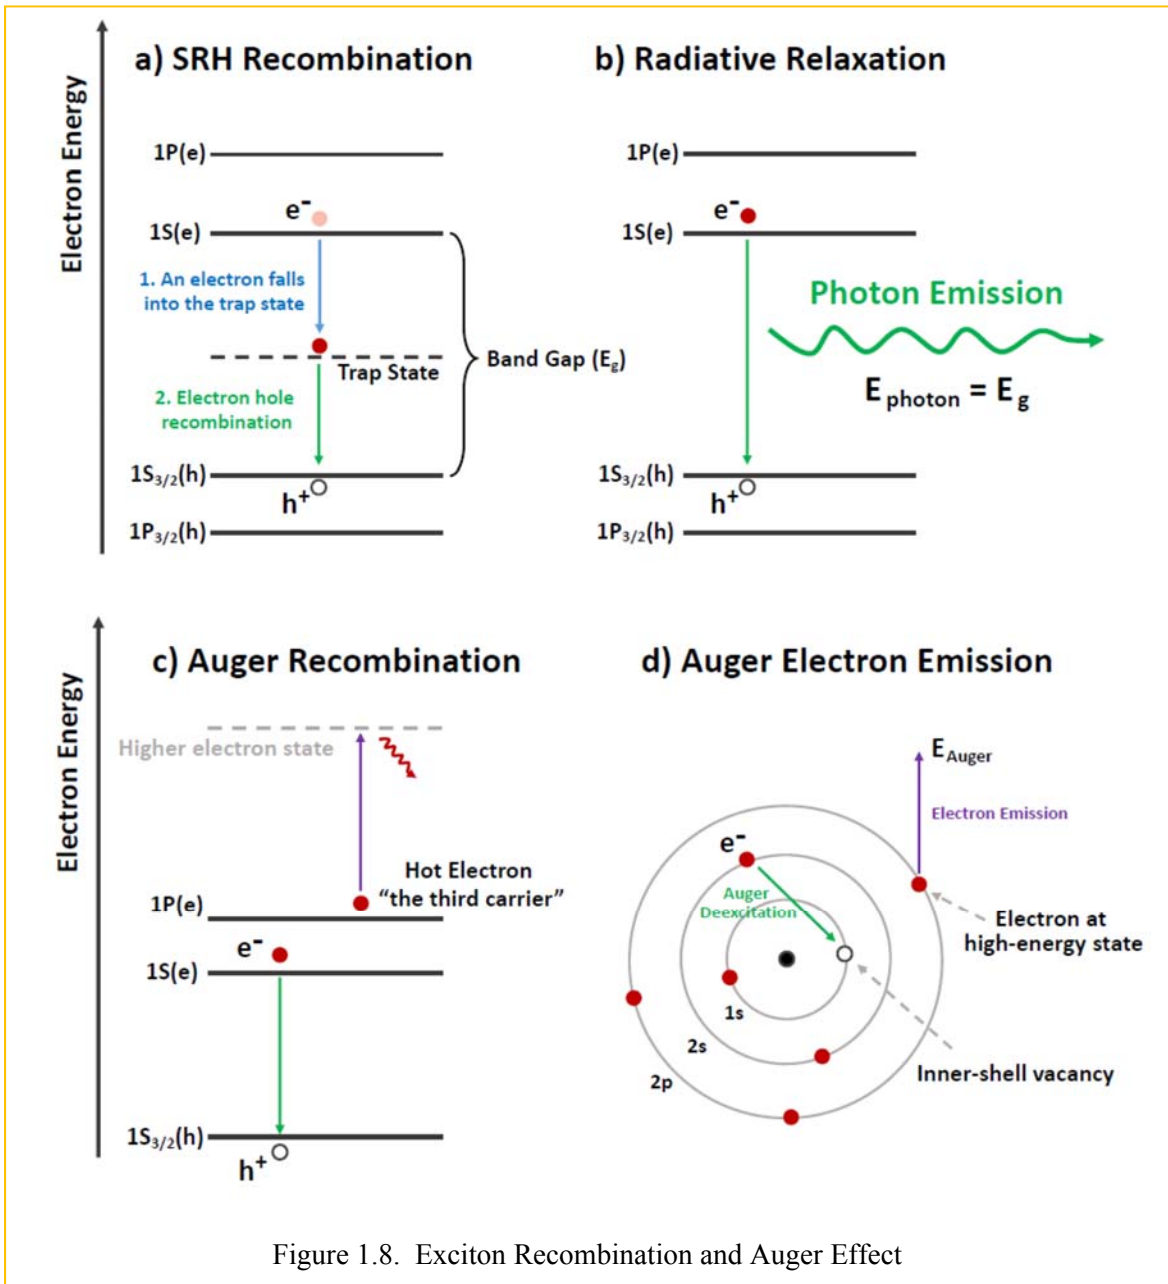 a) SRH Recombination
Electron Energy
1P(e)
e⁻
1S(e)
1. An electron falls
into the trap state
Trap State
Band Gap (E₉)
2. Electron hole
recombination
1S₃/₂(h)
h⁺
1P₃/₂(h)
b) Radiative Relaxation
1P(e)
e⁻
1S(e)
Photon Emission
E photon = E g
1S₃/₂(h)
h⁺
1P₃/₂(h)
c) Auger Recombination
Electron Energy
Higher electron state
Hot Electron
“the third carrier”
1P(e)
e⁻
1S(e)
1S₃/₂(h)
h⁺
d) Auger Electron Emission
E Auger
Electron Emission
e⁻
Auger
Deexcitation
Electron at
high-energy state
1s
2s
2p
Inner-shell vacancy
Figure 1.8. Exciton Recombination and Auger Effect